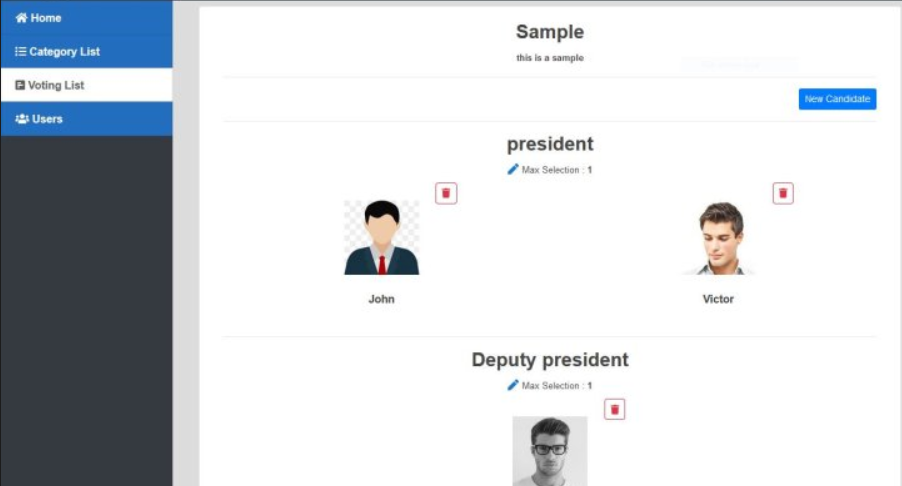 Home
Category List
Voting List
Users
Sample
this is a sample
New Candidate
president
Max Selection : 1
John
Victor
Deputy president
Max Selection : 1